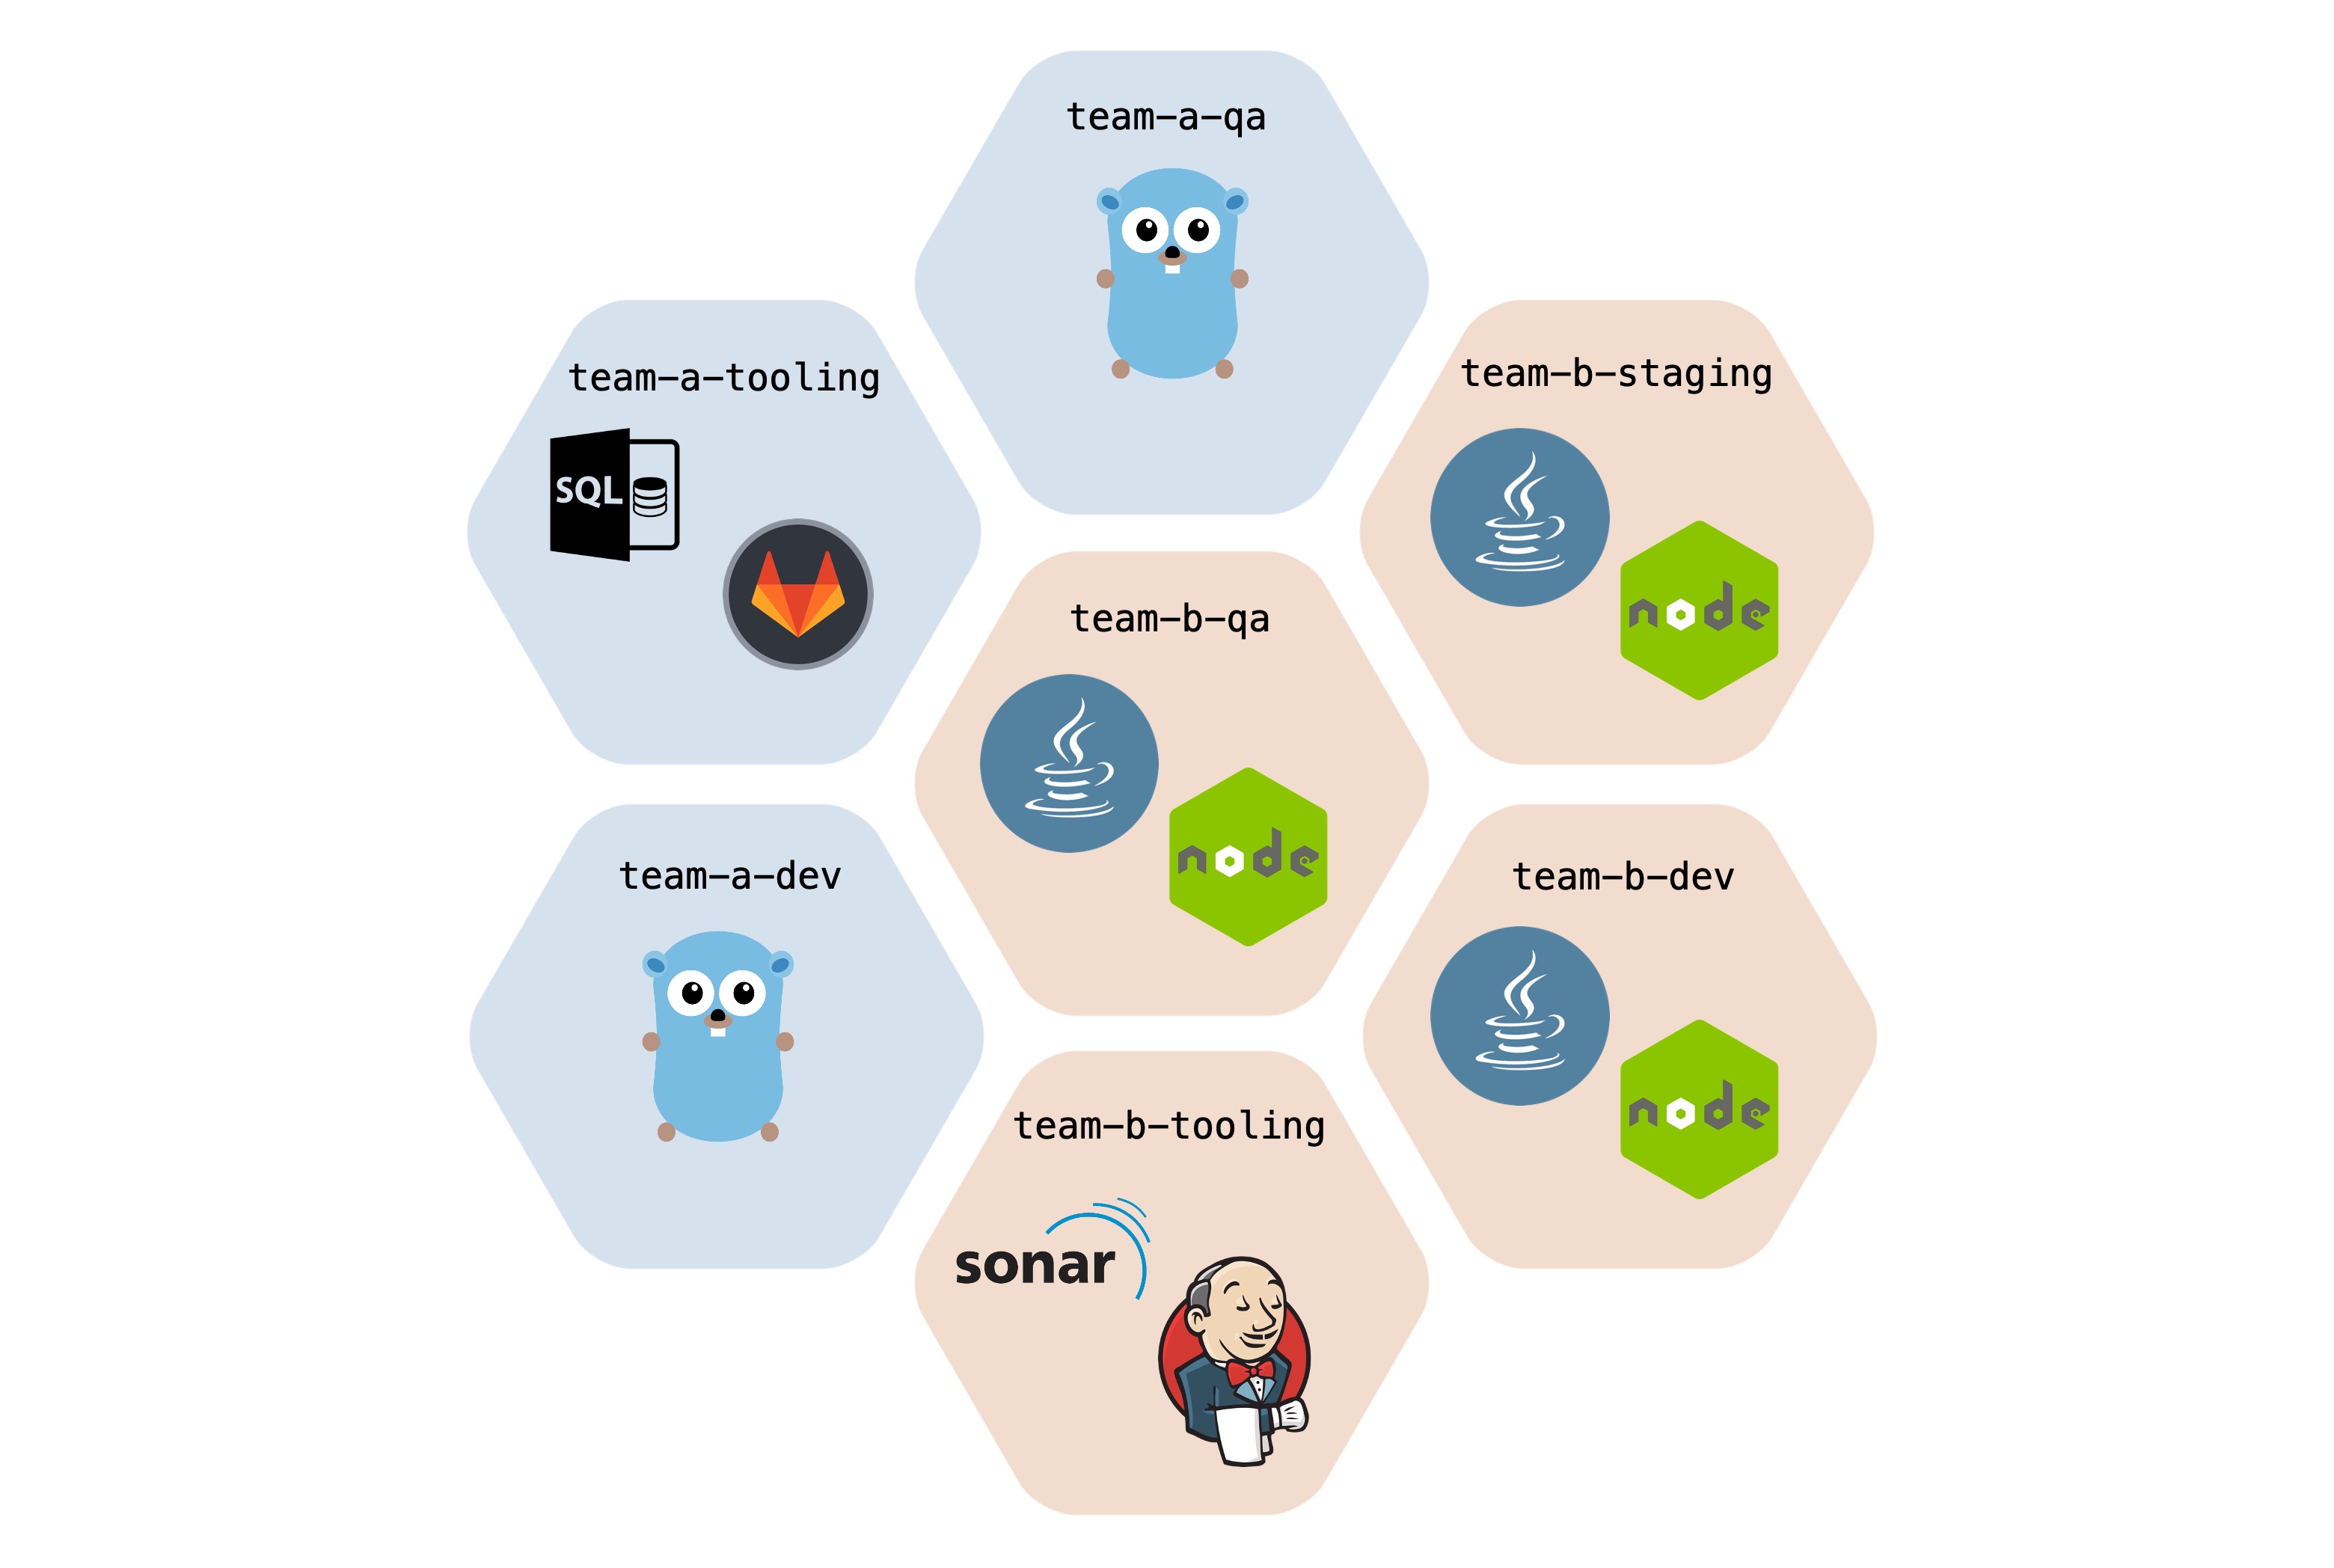 team-a-qa
team-a-tooling
SQL
team-b-staging
node
team-b-qa
node
team-a-dev
team-b-dev
node
team-b-tooling
sonar